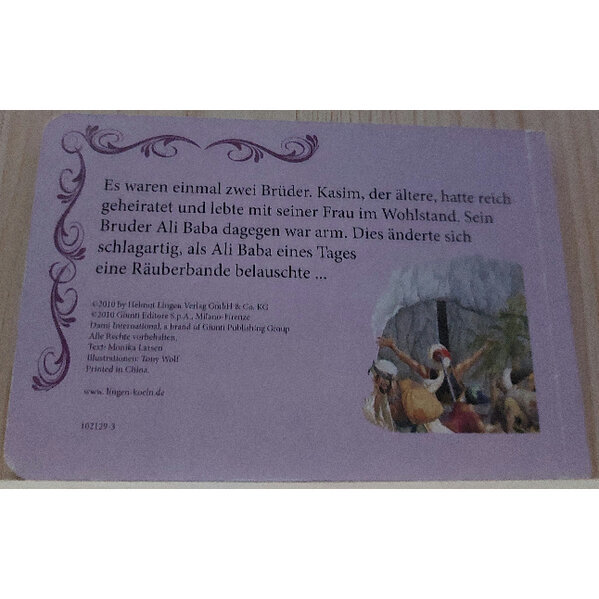 Es waren einmal zwei Brüder. Kasim, der ältere, hatte reich
geheiratet und lebte mit seiner Frau im Wohlstand. Sein
Bruder Ali Baba dagegen war arm. Dies änderte sich
schlagartig, als Ali Baba eines Tages
eine Räuberbande belauschte ...
©2010 by Helmut Lingen Verlag GmbH & Co. KG
©2010 Giunti Editore S.p.A., Milano-Firenze
Dami International, a brand of Giunti Publishing Group
Alle Rechte vorbehalten.
Text: Monika Larsen
Illustrationen: Tony Wolf
Printed in China.
www.lingen-koeln.de
102129-3